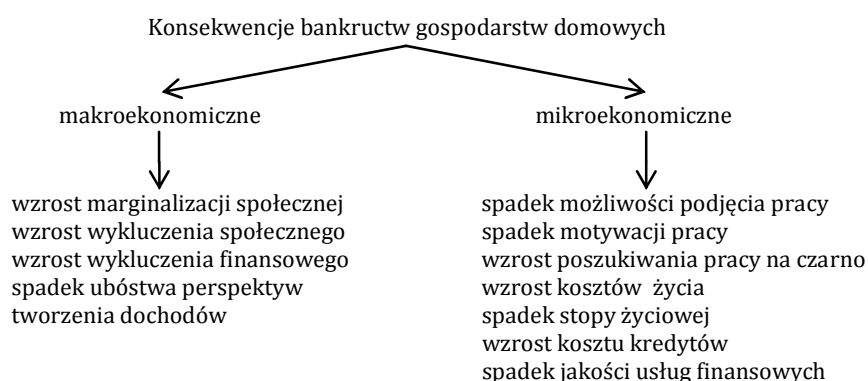 Konsekwencje bankructw gospodarstw domowych
makroekonomiczne
mikroekonomiczne
wzrost marginalizacji społecznej
wzrost wykluczenia społecznego
wzrost wykluczenia finansowego
spadek ubóstwa perspektyw
tworzenia dochodów
spadek możliwości podjęcia pracy
spadek motywacji pracy
wzrost poszukiwania pracy na czarno
wzrost kosztów życia
spadek stopy życiowej
wzrost kosztu kredytów
spadek jakości usług finansowych